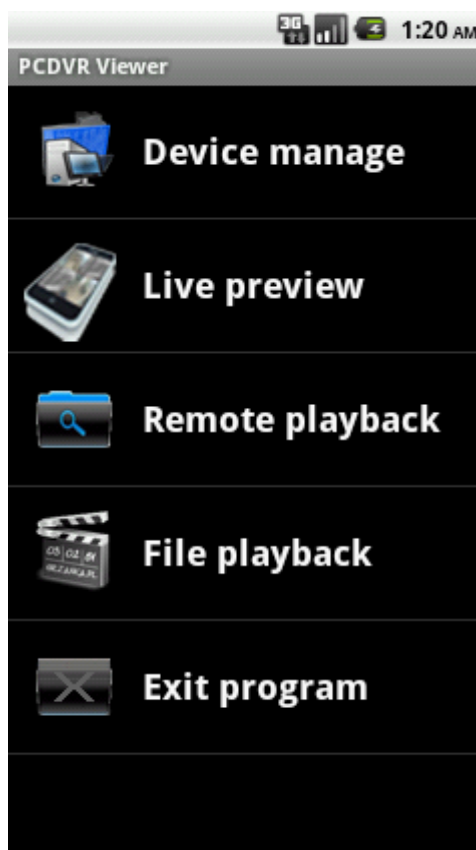 3G
1:20 AM
PCDVR Viewer
Device manage
Live preview
Remote playback
File playback
Exit program